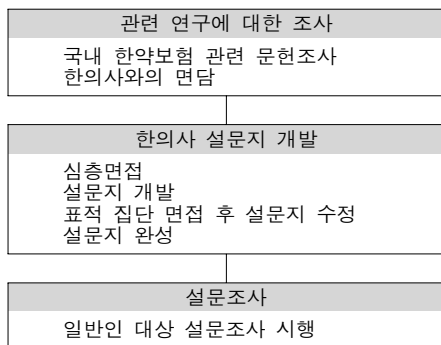 관련 연구에 대한 조사
국내 한약보험 관련 문헌조사
한의사와의 면담
한의사 설문지 개발
심층면접
설문지 개발
표적 집단 면접 후 설문지 수정
설문지 완성
설문조사
일반인 대상 설문조사 시행